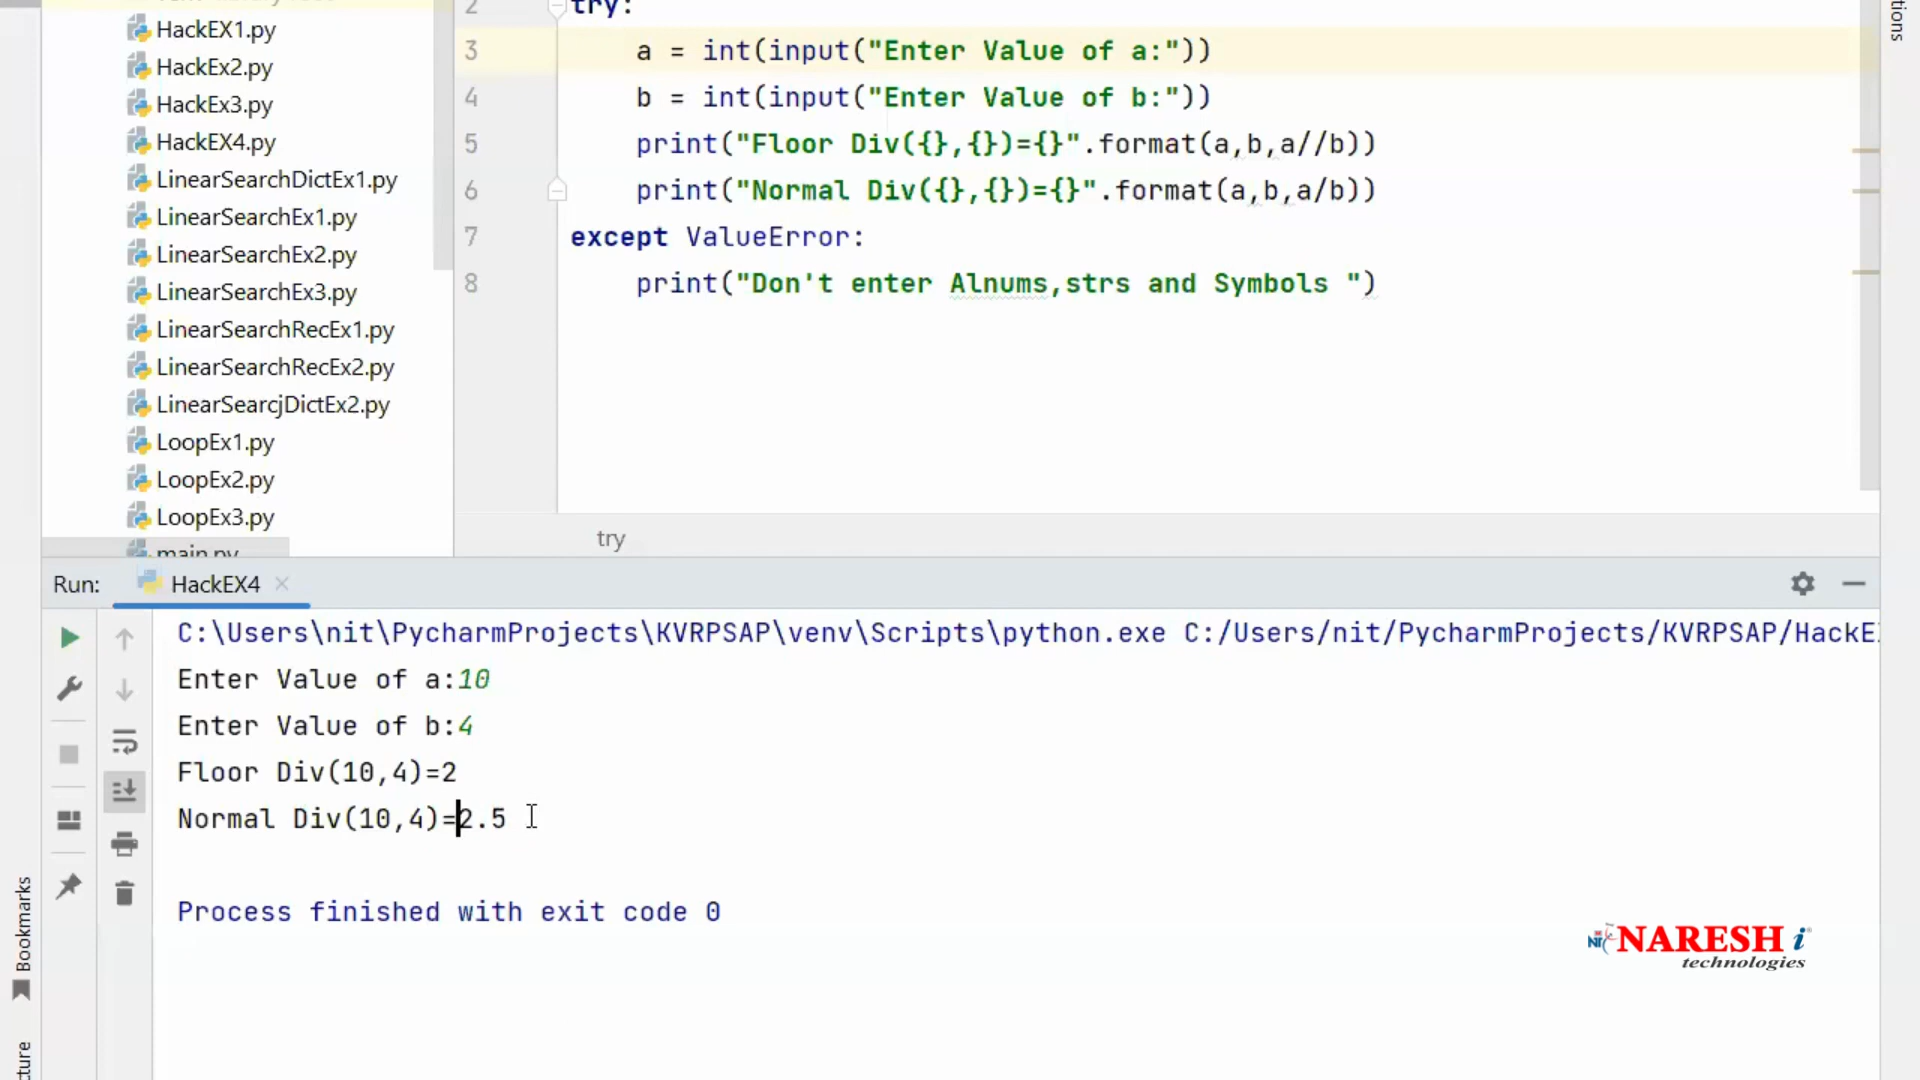 HackEX1.py
HackEx2.py
HackEx3.py
HackEX4.py
LinearSearchDictEx1.py
LinearSearchEx1.py
LinearSearchEx2.py
LinearSearchEx3.py
LinearSearchRecEx1.py
LinearSearchRecEx2.py
LinearSearcjDictEx2.py
LoopEx1.py
LoopEx2.py
LoopEx3.py
main.py
2 try:
3 a = int(input("Enter Value of a:"))
4 b = int(input("Enter Value of b:"))
5 print("Floor Div({},{})={}".format(a,b,a//b))
6 print("Normal Div({},{})={}".format(a,b,a/b))
7 except ValueError:
8 print("Don't enter Alnums,strs and Symbols ")
try
Run: HackEX4
C:\Users\nit\PycharmProjects\KVRPSAP\venv\Scripts\python.exe C:/Users/nit/PycharmProjects/KVRPSAP/HackE
Enter Value of a:10
Enter Value of b:4
Floor Div(10,4)=2
Normal Div(10,4)=2.5
Process finished with exit code 0
Bookmarks
NARESH i
technologies